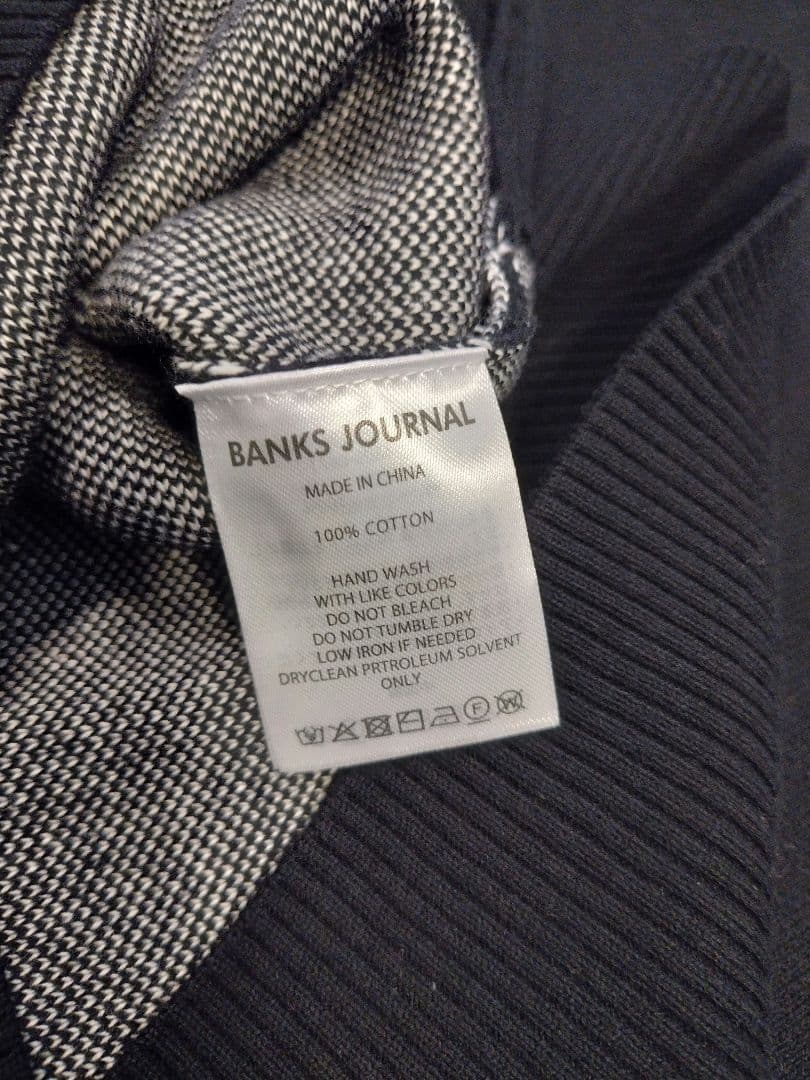 BANKS JOURNAL
MADE IN CHINA
100% COTTON
HAND WASH
WITH LIKE COLORS
DO NOT BLEACH
DO NOT TUMBLE DRY
LOW IRON IF NEEDED
DRYCLEAN PRTROLEUM SOLVENT
ONLY
F W